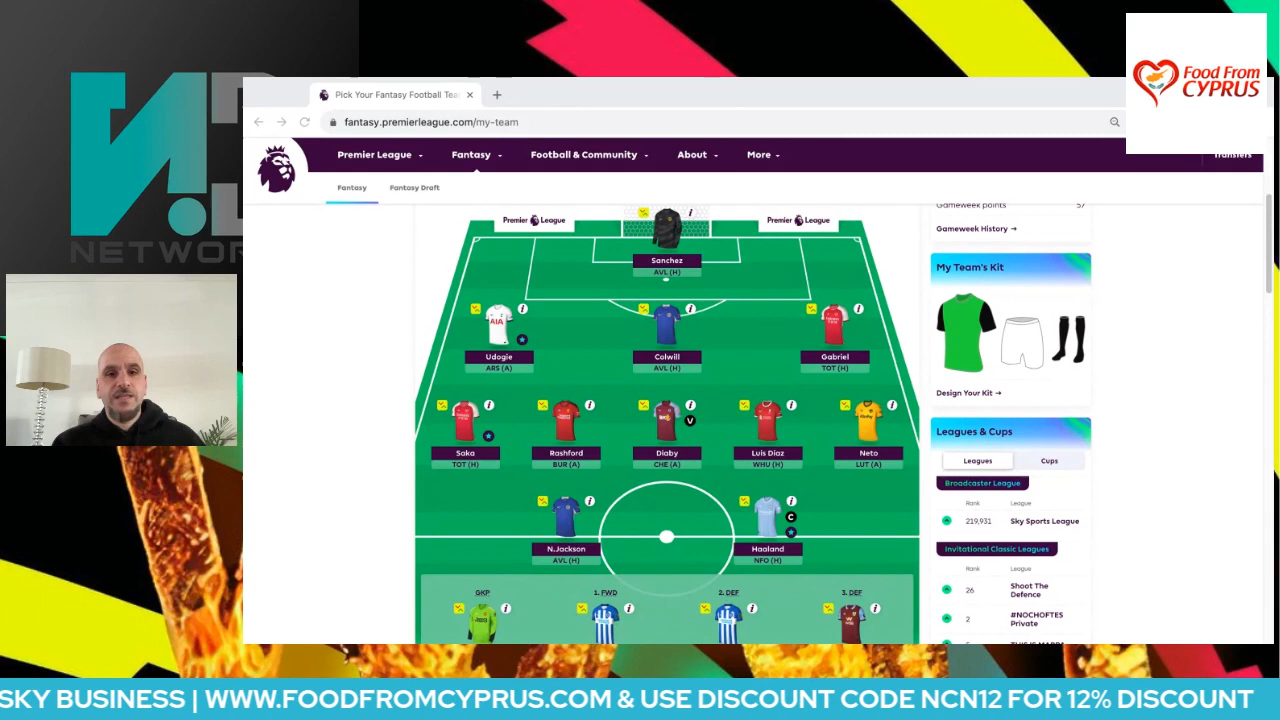 Food From
CYPRUS
NETWOR
Pick Your Fantasy Football Tea
fantasy.premierleague.com/my-team
Premier League
Fantasy
Football & Community
About
More
Transfers
Fantasy
Fantasy Draft
Premier League
Premier League
Sanchez
AVL (H)
AIA
Udogie
ARS (A)
Colwill
AVL (H)
Gabriel
TOT (H)
Saka
TOT (H)
Rashford
BUR (A)
V
Diaby
CHE (A)
Luis Díaz
WHU (H)
Neto
LUT (A)
N.Jackson
AVL (H)
C
Haaland
NFO (H)
GKP
1. FWD
2. DEF
3. DEF
Gameweek points 57
Gameweek History →
My Team's Kit
Design Your Kit →
Leagues & Cups
Leagues
Cups
Broadcaster League
Rank League
219,931 Sky Sports League
Invitational Classic Leagues
Rank League
26 Shoot The
Defence
2 #NOCHOFTES
Private
SKY BUSINESS | WWW.FOODFROMCYPRUS.COM & USE DISCOUNT CODE NCN12 FOR 12% DISCOUNT